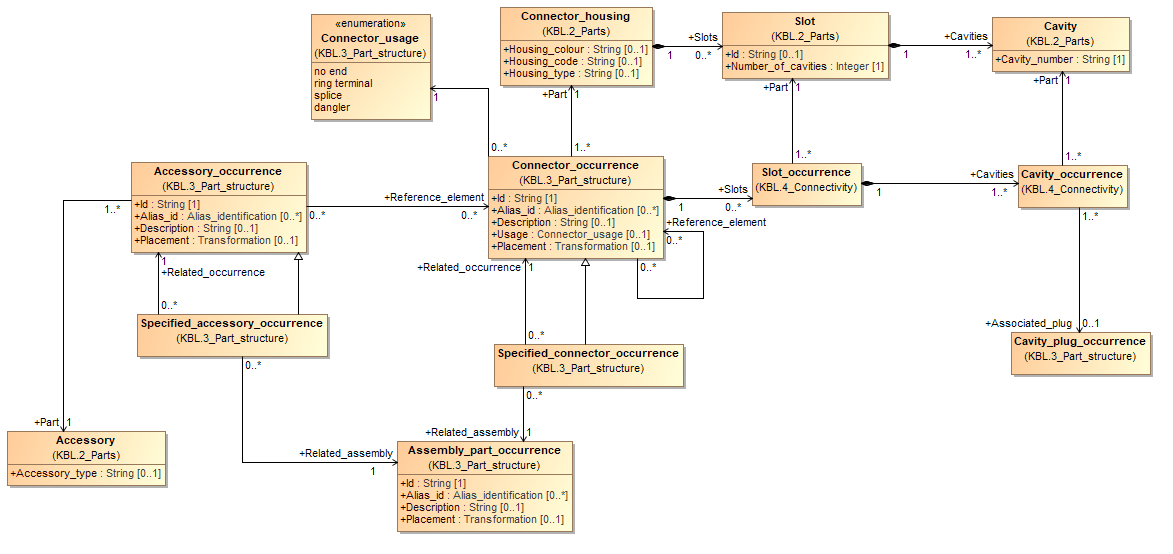 «enumeration»
Connector_usage
(KBL.3_Part_structure)
no end
ring terminal
splice
dangler
Connector_housing
(KBL.2_Parts)
+Housing_colour : String [0..1]
+Housing_code : String [0..1]
+Housing_type : String [0..1]
1
+Slots
0..*
Slot
(KBL.2_Parts)
+Id : String [0..1]
+Number_of_cavities : Integer [1]
1
+Cavities
1..*
Cavity
(KBL.2_Parts)
+Cavity_number : String [1]
1
0..*
+Part
1
1..*
+Part
1
1..*
+Part
1
1..*
Accessory_occurrence
(KBL.3_Part_structure)
+Id : String [1]
+Alias_id : Alias_identification [0..*]
+Description : String [0..1]
+Placement : Transformation [0..1]
1..*
0..*
+Reference_element
0..*
Connector_occurrence
(KBL.3_Part_structure)
+Id : String [1]
+Alias_id : Alias_identification [0..*]
+Description : String [0..1]
+Usage : Connector_usage [0..1]
+Placement : Transformation [0..1]
1
+Slots
0..*
+Reference_element
0..*
0..*
Slot_occurrence
(KBL.4_Connectivity)
1
+Cavities
1..*
Cavity_occurrence
(KBL.4_Connectivity)
1..*
1
+Related_occurrence
0..*
+Related_occurrence
1
0..*
Specified_accessory_occurrence
(KBL.3_Part_structure)
0..*
Specified_connector_occurrence
(KBL.3_Part_structure)
0..*
+Associated_plug
0..1
Cavity_plug_occurrence
(KBL.3_Part_structure)
+Part
1
Accessory
(KBL.2_Parts)
+Accessory_type : String [0..1]
+Related_assembly
1
+Related_assembly
1
Assembly_part_occurrence
(KBL.3_Part_structure)
+Id : String [1]
+Alias_id : Alias_identification [0..*]
+Description : String [0..1]
+Placement : Transformation [0..1]